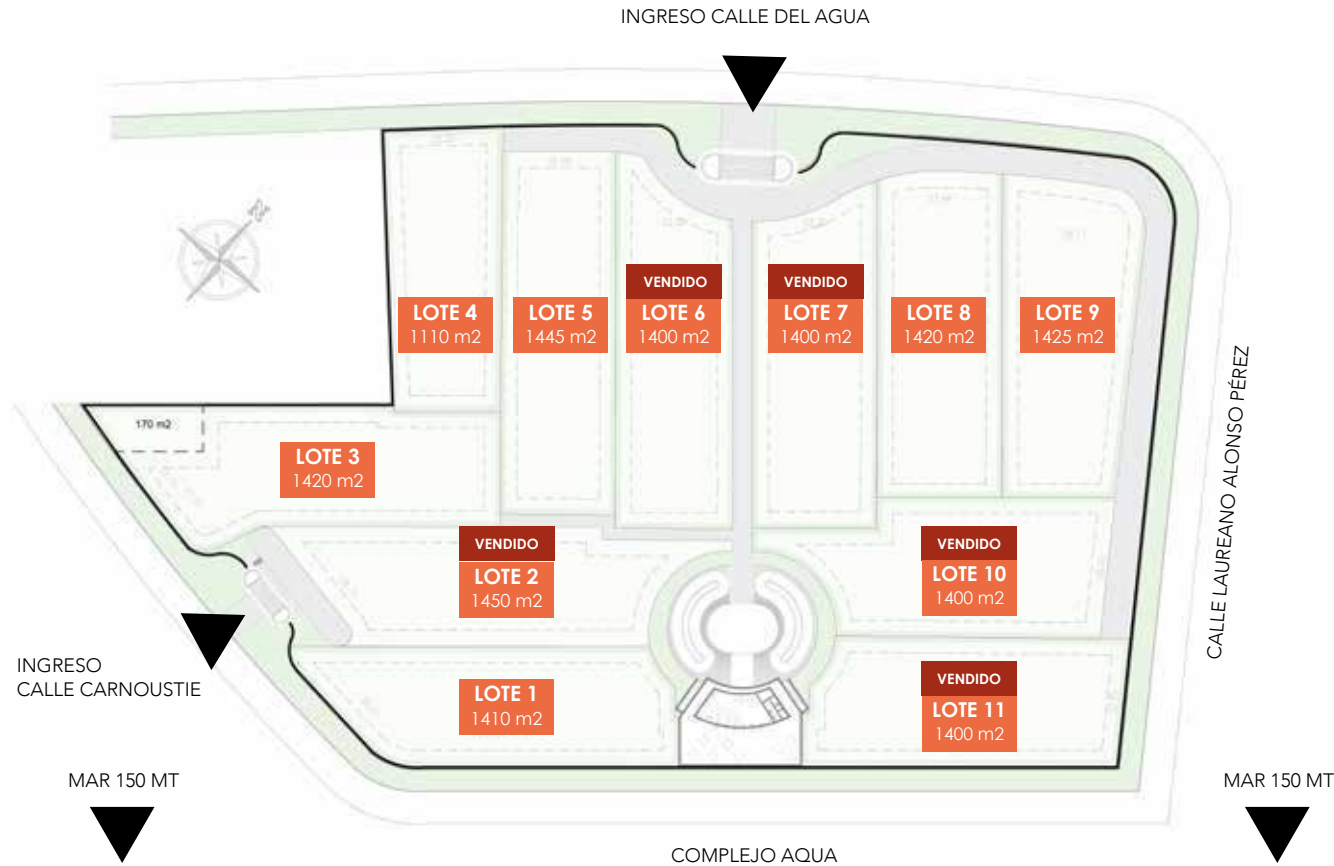 INGRESO CALLE DEL AGUA
VENDIDO
VENDIDO
LOTE 4
1110 m2
LOTE 5
1445 m2
LOTE 6
1400 m2
LOTE 7
1400 m2
LOTE 8
1420 m2
LOTE 9
1425 m2
CALLE LAUREANO ALONSO PÉREZ
170 m2
LOTE 3
1420 m2
VENDIDO
LOTE 2
1450 m2
VENDIDO
LOTE 10
1400 m2
INGRESO
CALLE CARNOUSTIE
LOTE 1
1410 m2
VENDIDO
LOTE 11
1400 m2
MAR 150 MT
MAR 150 MT
COMPLEJO AQUA